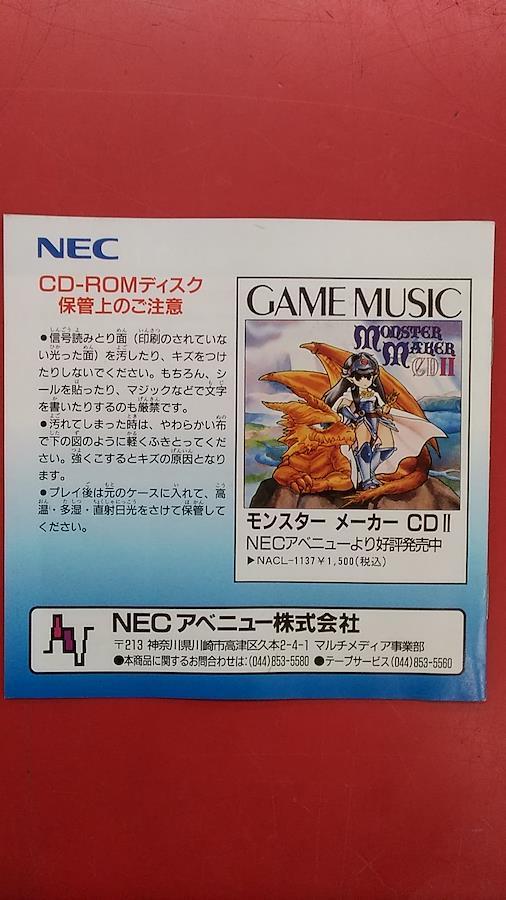 NEC
CD-ROMディスク
保管上のご注意
●信号読みとり面（印刷のされていな
い光った面）を汚したり、キズをつけ
たりしないでください。もちろん、シ
ールを貼ったり、マジックなどで文字
を書いたりするのも厳禁です。
●汚れてしまった時は、やわらかい布
で下の図のように軽くふきとってくだ
さい。強くこするとキズの原因となり
ます。
●プレイ後は元のケースに入れて、高
温・多湿・直射日光をさけて保管して
ください。
GAME MUSIC
MONSTER
MAKER
CD II
モンスター メーカー CD II
NECアベニューより好評発売中
▶NACL-1137￥1,500(税込)
NECアベニュー株式会社
〒213 神奈川県川崎市高津区久本2-4-1 マルチメディア事業部
●本商品に関するお問合わせは:(044)853-5580 ●テープサービス(044)853-5560